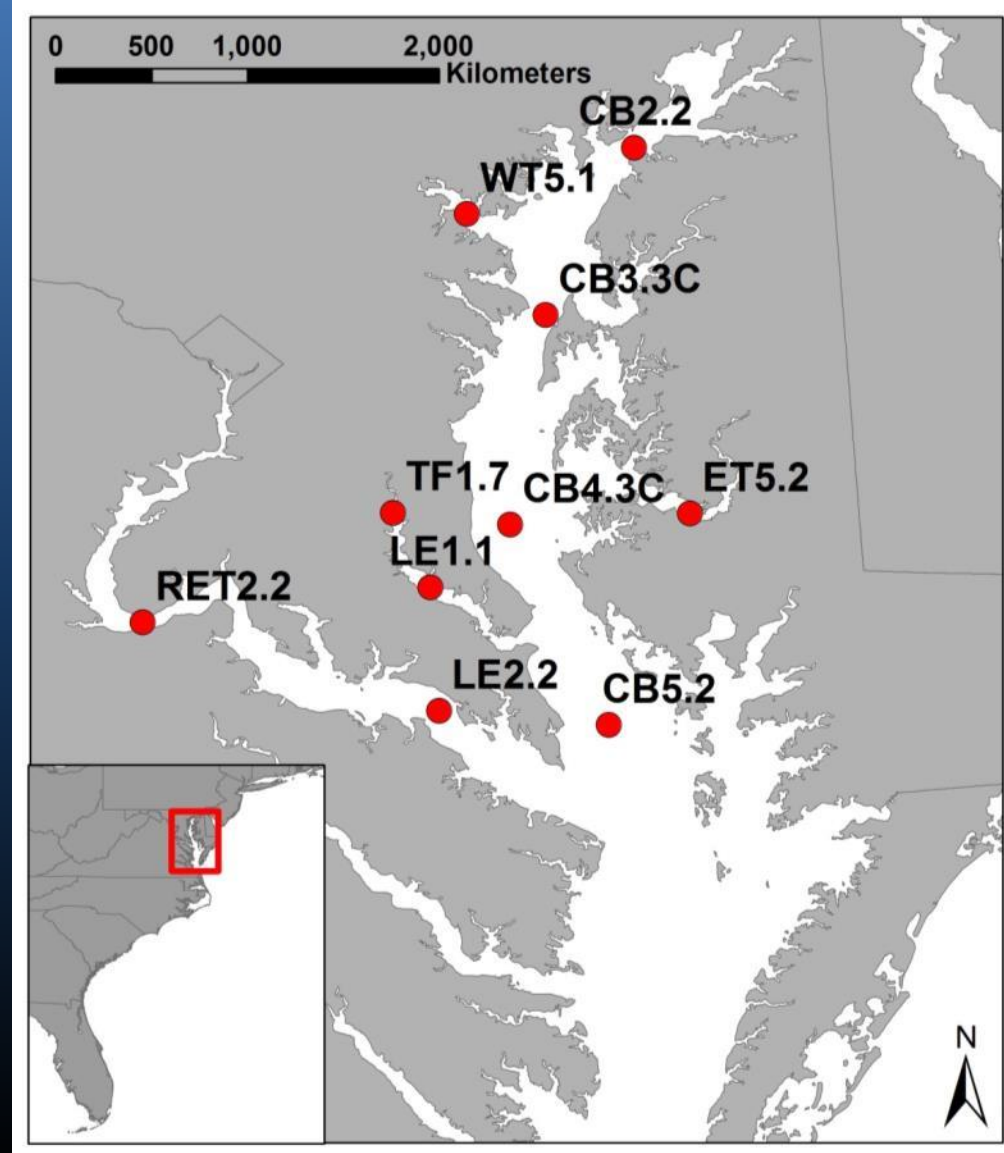 0 500 1,000 2,000
Kilometers
CB2.2
WT5.1
CB3.3C
TF1.7
CB4.3C
ET5.2
LE1.1
RET2.2
LE2.2
CB5.2
N